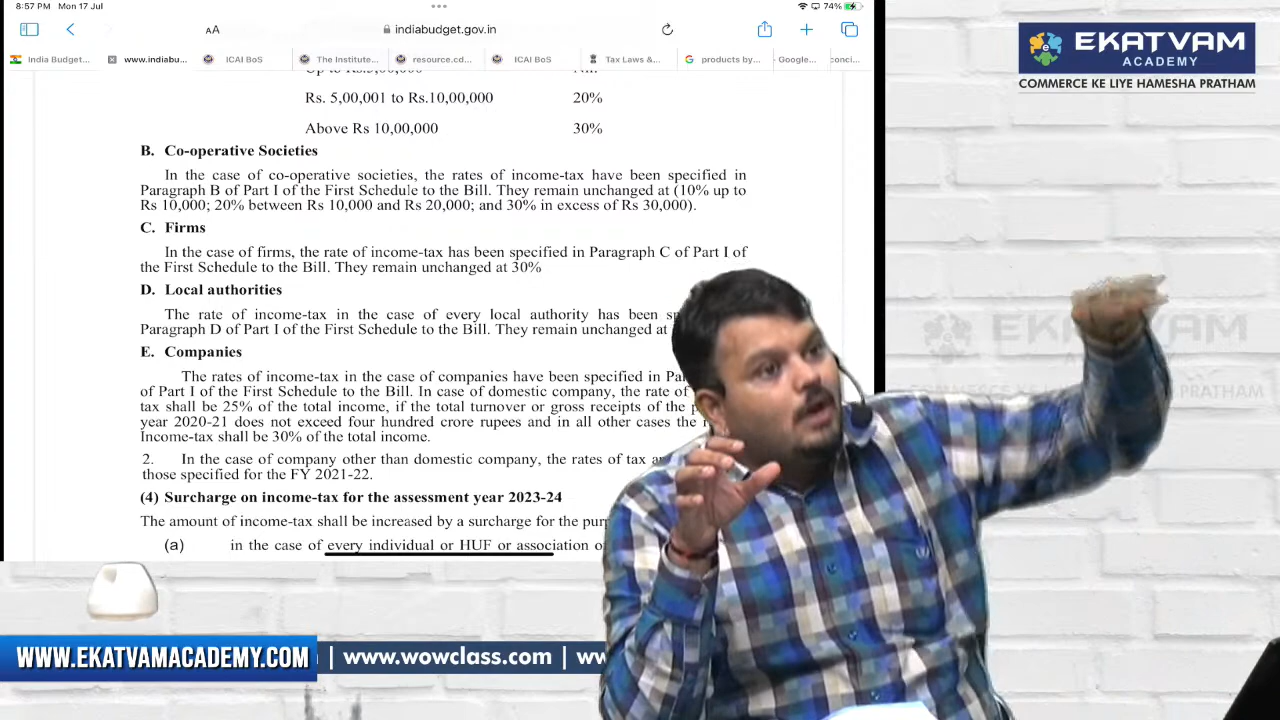 8:57 PM Mon 17 Jul
74%
AA
indiabudget.gov.in
India Budget...
www.indiabu...
ICAI BoS
The Institute...
resource.cd...
ICAI BoS
Tax Laws &...
products by...
Google...
EKATVAM
ACADEMY
COMMERCE KE LIYE HAMESHA PRATHAM
Rs. 5,00,001 to Rs.10,00,000 20%
Above Rs 10,00,000 30%
B. Co-operative Societies
In the case of co-operative societies, the rates of income-tax have been specified in
Paragraph B of Part I of the First Schedule to the Bill. They remain unchanged at (10% up to
Rs 10,000; 20% between Rs 10,000 and Rs 20,000; and 30% in excess of Rs 30,000).
C. Firms
In the case of firms, the rate of income-tax has been specified in Paragraph C of Part I of
the First Schedule to the Bill. They remain unchanged at 30%
D. Local authorities
The rate of income-tax in the case of every local authority has been
Paragraph D of Part I of the First Schedule to the Bill. They remain unchanged at
E. Companies
The rates of income-tax in the case of companies have been specified in
of Part I of the First Schedule to the Bill. In case of domestic company, the rate of
tax shall be 25% of the total income, if the total turnover or gross receipts of the
year 2020-21 does not exceed four hundred crore rupees and in all other cases the
Income-tax shall be 30% of the total income.
2. In the case of company other than domestic company, the rates of tax
those specified for the FY 2021-22.
(4) Surcharge on income-tax for the assessment year 2023-24
The amount of income-tax shall be increased by a surcharge for the
(a) in the case of every individual or HUF or association
EKATVAM
PRATHAM
WWW.EKATVAMACADEMY.COM | www.wowclass.com |